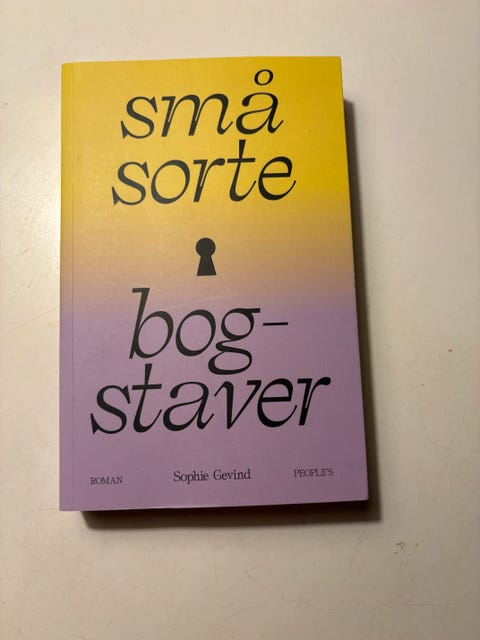 små
sorte
bog-
staver
ROMAN Sophie Gevind PEOPLE'S